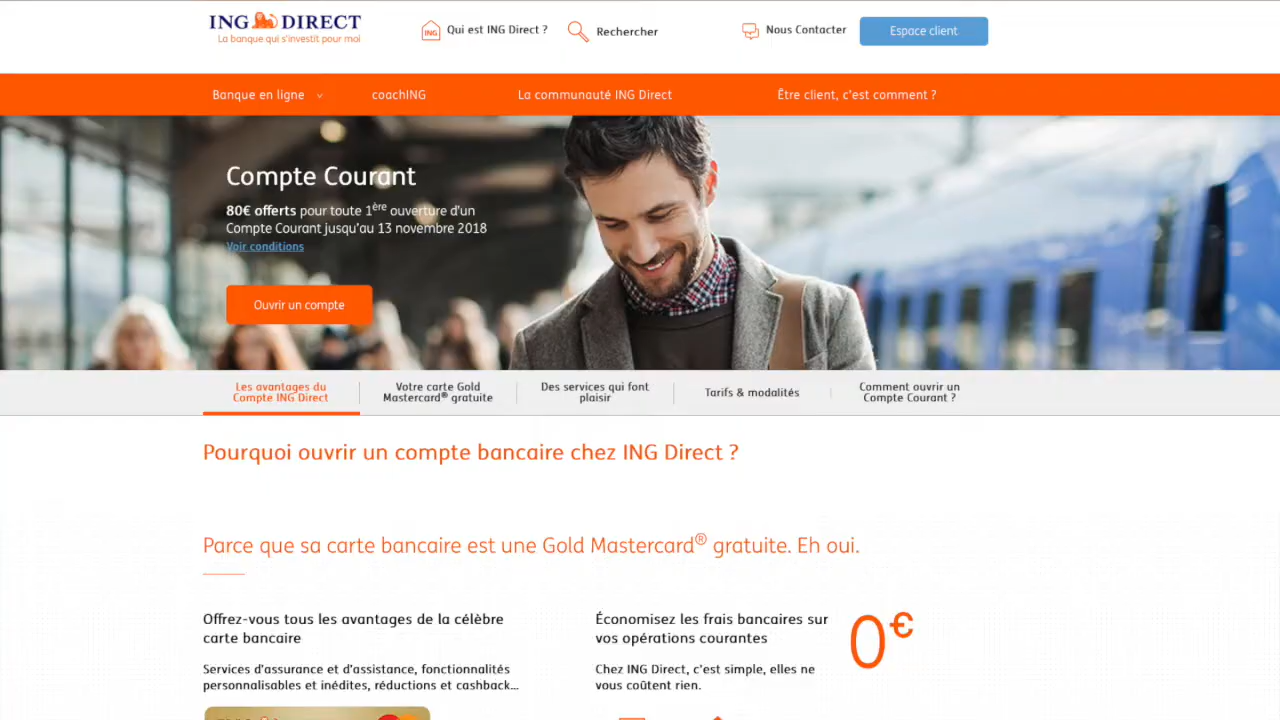 ING DIRECT
La banque qui s'investit pour moi
ING
Qui est ING Direct ?
Rechercher
Nous Contacter
Espace client
Banque en ligne
coachING
La communauté ING Direct
Être client, c'est comment ?
Compte Courant
80€ offerts pour toute 1ère ouverture d'un
Compte Courant jusqu'au 13 novembre 2018
Voir conditions
Ouvrir un compte
Les avantages du
Compte ING Direct
Votre carte Gold
Mastercard® gratuite
Des services qui font
plaisir
Tarifs & modalités
Comment ouvrir un
Compte Courant ?
Pourquoi ouvrir un compte bancaire chez ING Direct ?
Parce que sa carte bancaire est une Gold Mastercard® gratuite. Eh oui.
Offrez-vous tous les avantages de la célèbre
carte bancaire
Services d'assurance et d'assistance, fonctionnalités
personnalisables et inédites, réductions et cashback...
Économisez les frais bancaires sur
vos opérations courantes
0€
Chez ING Direct, c'est simple, elles ne
vous coûtent rien.